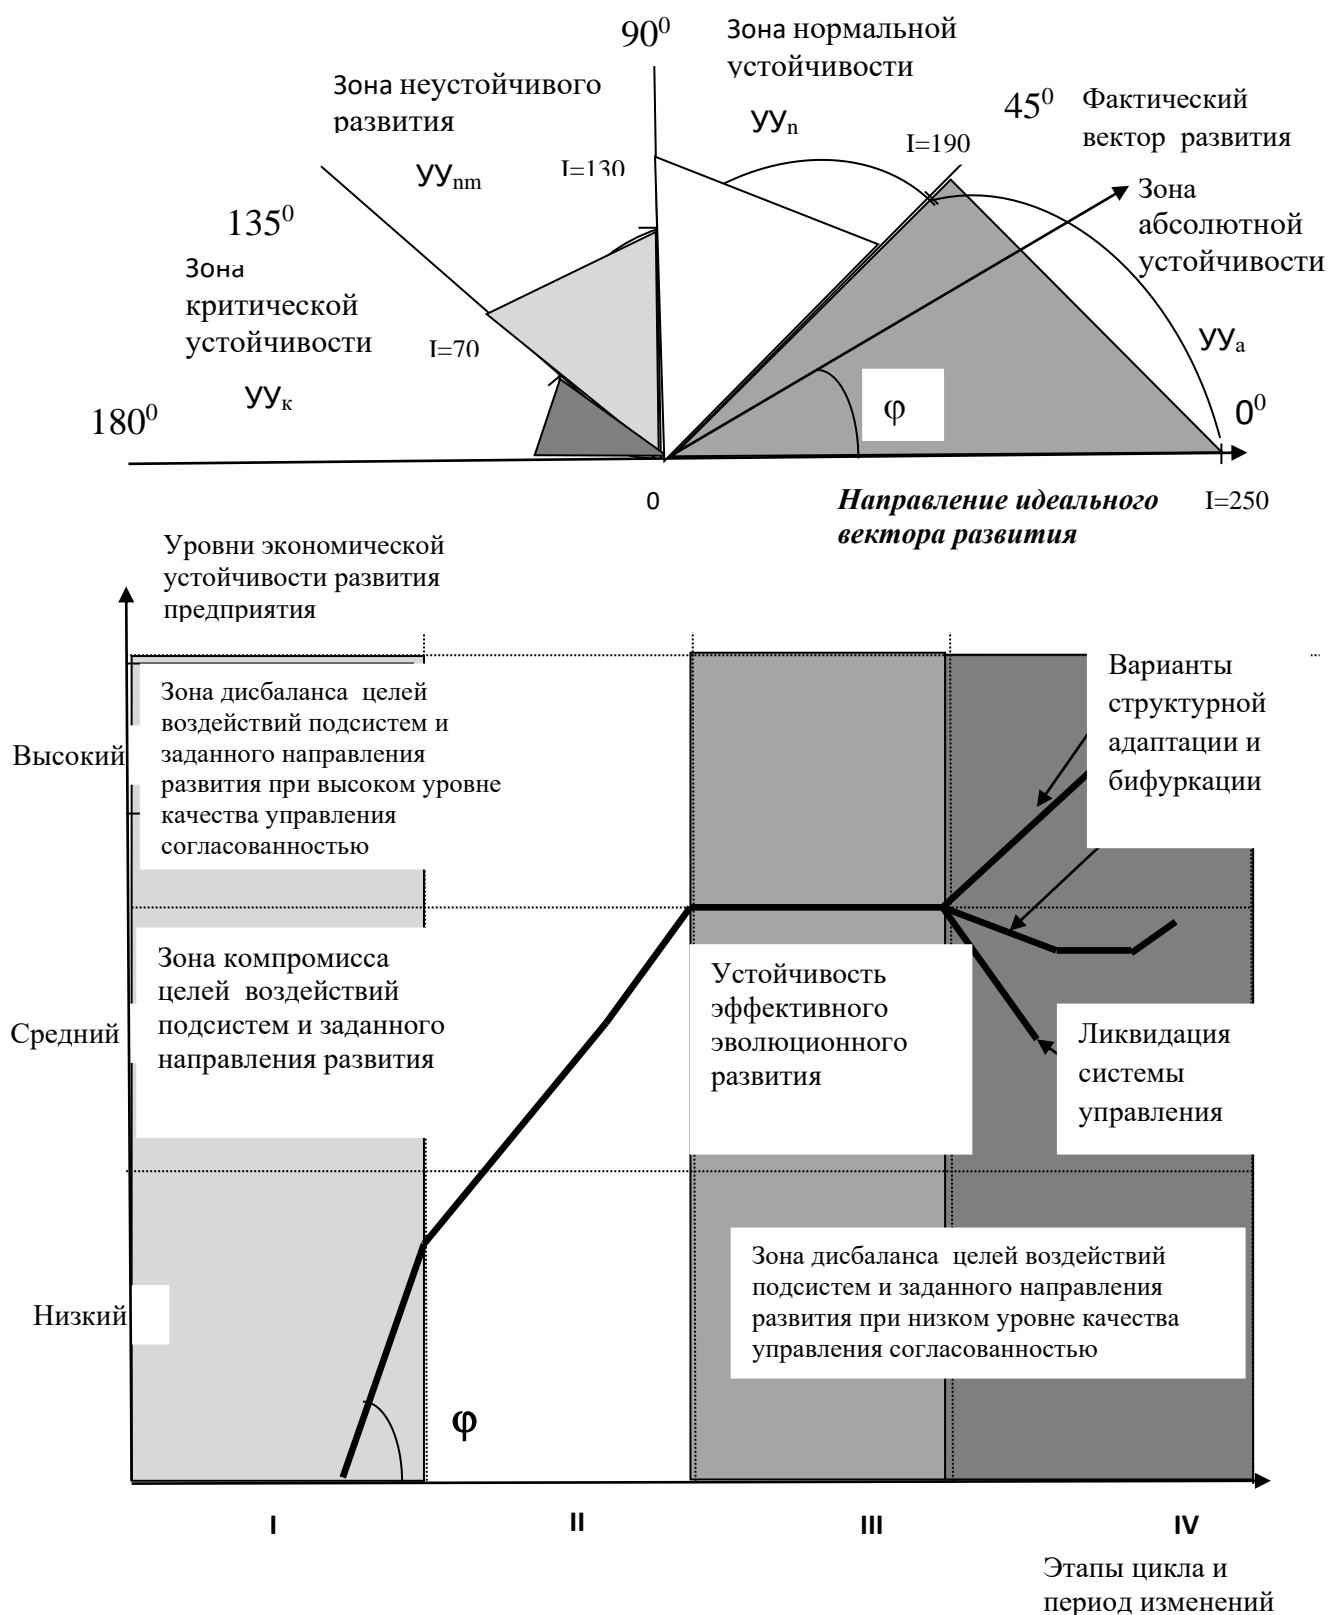 90⁰
Зона нормальной
устойчивости
Зона неустойчивого
развития
45⁰
Фактический
вектор развития
УУn
I=190
I=130
УУnm
Зона
абсолютной
устойчивости
135⁰
Зона
критической
устойчивости
I=70
УУa
УУк
φ
0⁰
180⁰
0
Направление идеального
вектора развития
I=250
Уровни экономической
устойчивости развития
предприятия
Варианты
структурной
адаптации и
бифуркации
Зона дисбаланса целей
воздействий подсистем и
заданного направления
развития при высоком уровне
качества управления
согласованностью
Высокий
Зона компромисса
целей воздействий
подсистем и заданного
направления развития
Устойчивость
эффективного
эволюционного
развития
Средний
Ликвидация
системы
управления
Зона дисбаланса целей воздействий
подсистем и заданного направления
развития при низком уровне качества
управления согласованностью
Низкий
φ
I
II
III
IV
Этапы цикла и
период изменений